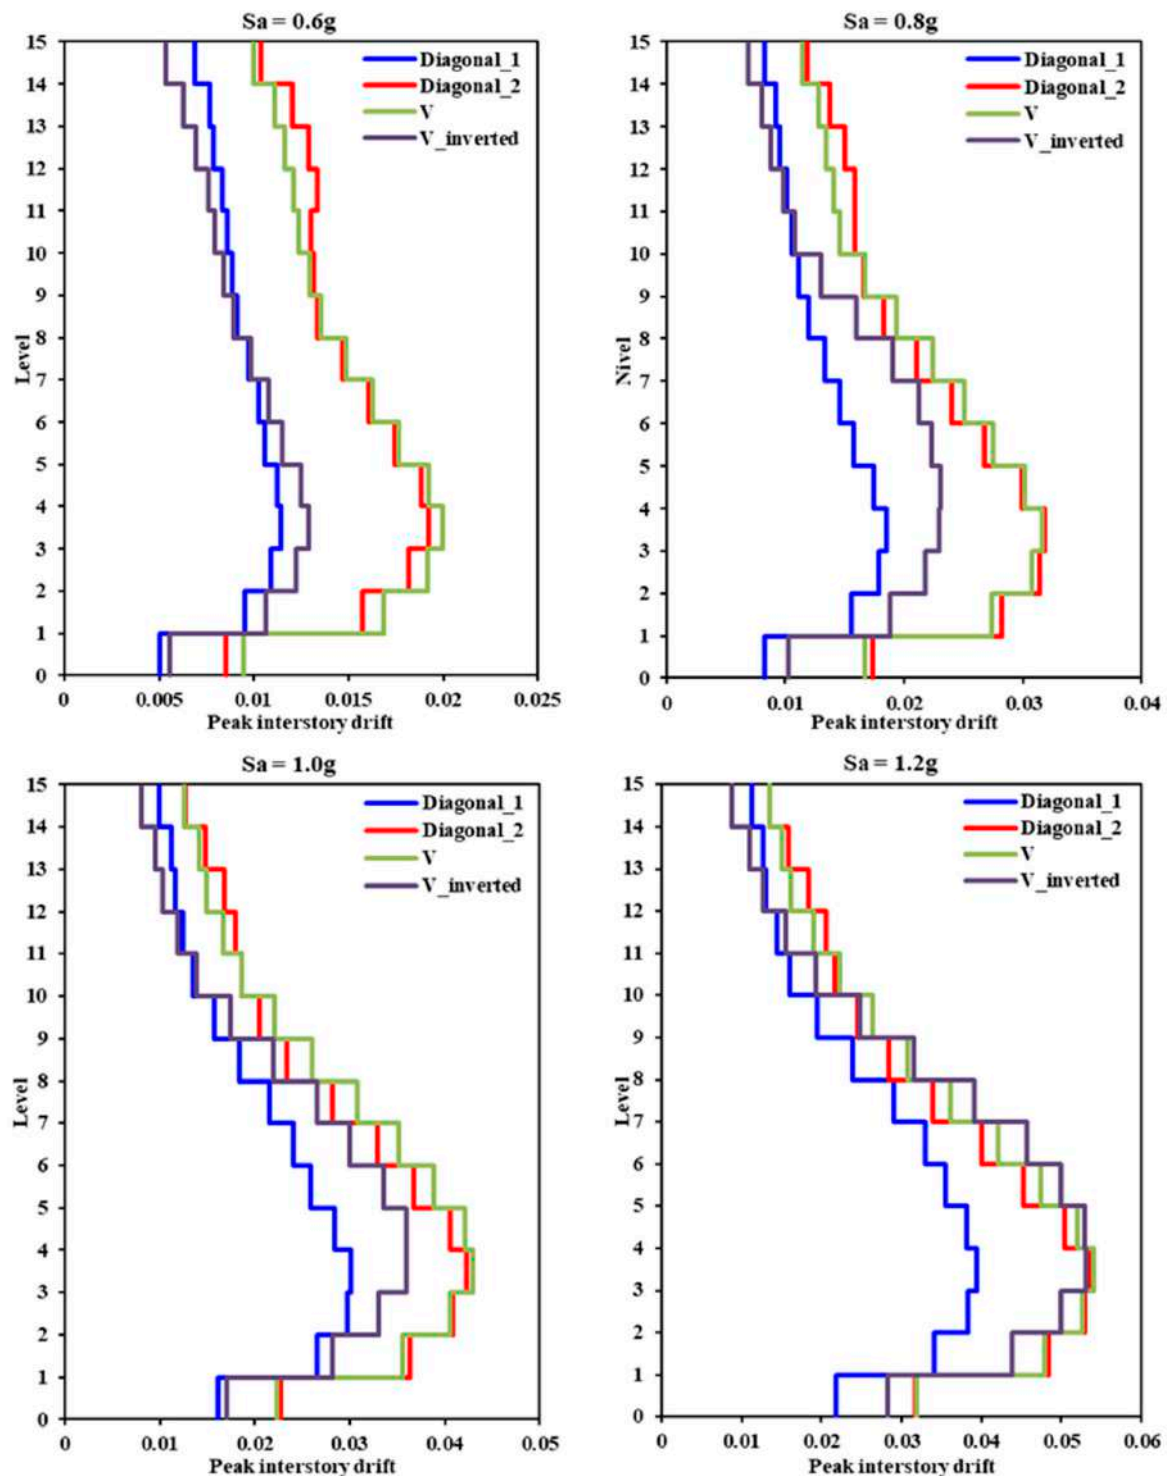 Sa = 0.6g
15
14
13
12
11
10
9
8
7
6
5
4
3
2
1
0
Level
Diagonal_1
Diagonal_2
V
V_inverted
0 0.005 0.01 0.015 0.02 0.025
Peak interstory drift
Sa = 0.8g
15
14
13
12
11
10
9
8
7
6
5
4
3
2
1
0
Nivel
Diagonal_1
Diagonal_2
V
V_inverted
0 0.01 0.02 0.03 0.04
Peak interstory drift
Sa = 1.0g
15
14
13
12
11
10
9
8
7
6
5
4
3
2
1
0
Level
Diagonal_1
Diagonal_2
V
V_inverted
0 0.01 0.02 0.03 0.04 0.05
Peak interstory drift
Sa = 1.2g
15
14
13
12
11
10
9
8
7
6
5
4
3
2
1
0
Level
Diagonal_1
Diagonal_2
V
V_inverted
0 0.01 0.02 0.03 0.04 0.05 0.06
Peak interstory drift